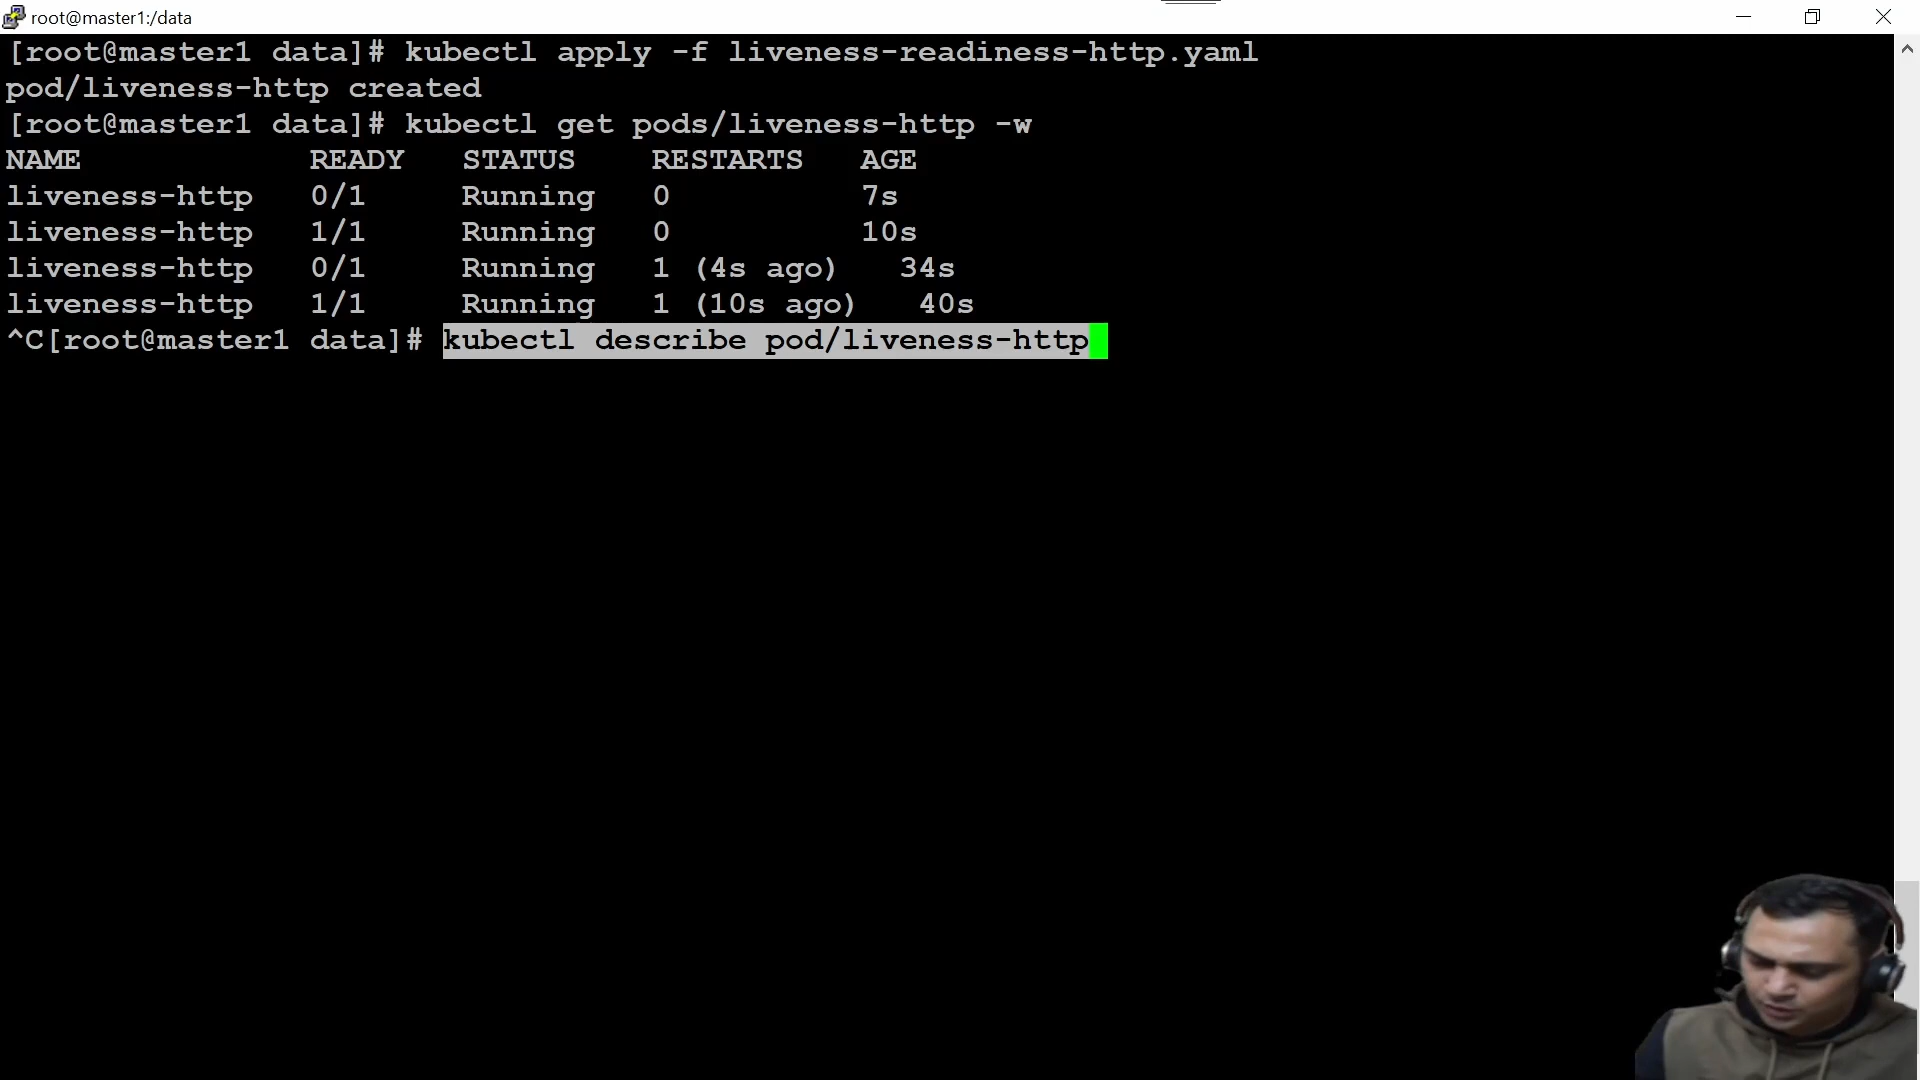 root@master1:/data
[root@master1 data]# kubectl apply -f liveness-readiness-http.yaml
pod/liveness-http created
[root@master1 data]# kubectl get pods/liveness-http -w
NAME            READY   STATUS    RESTARTS   AGE
liveness-http   0/1     Running   0          7s
liveness-http   1/1     Running   0          10s
liveness-http   0/1     Running   1 (4s ago)   34s
liveness-http   1/1     Running   1 (10s ago)   40s
^C[root@master1 data]# kubectl describe pod/liveness-http